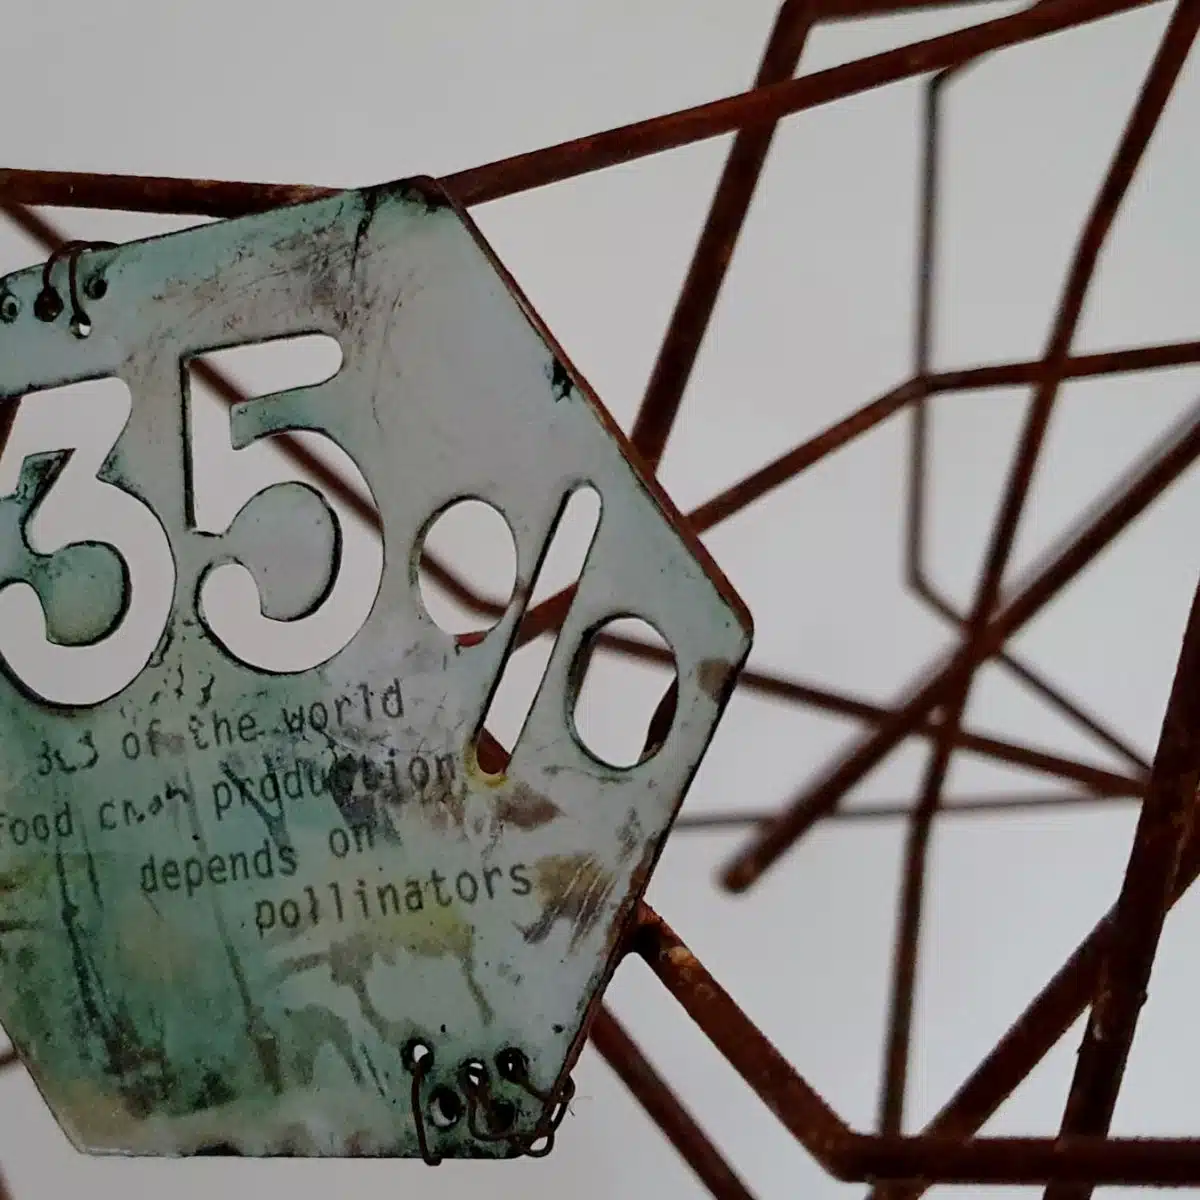 35%
of the world
food production
depends on
pollinators